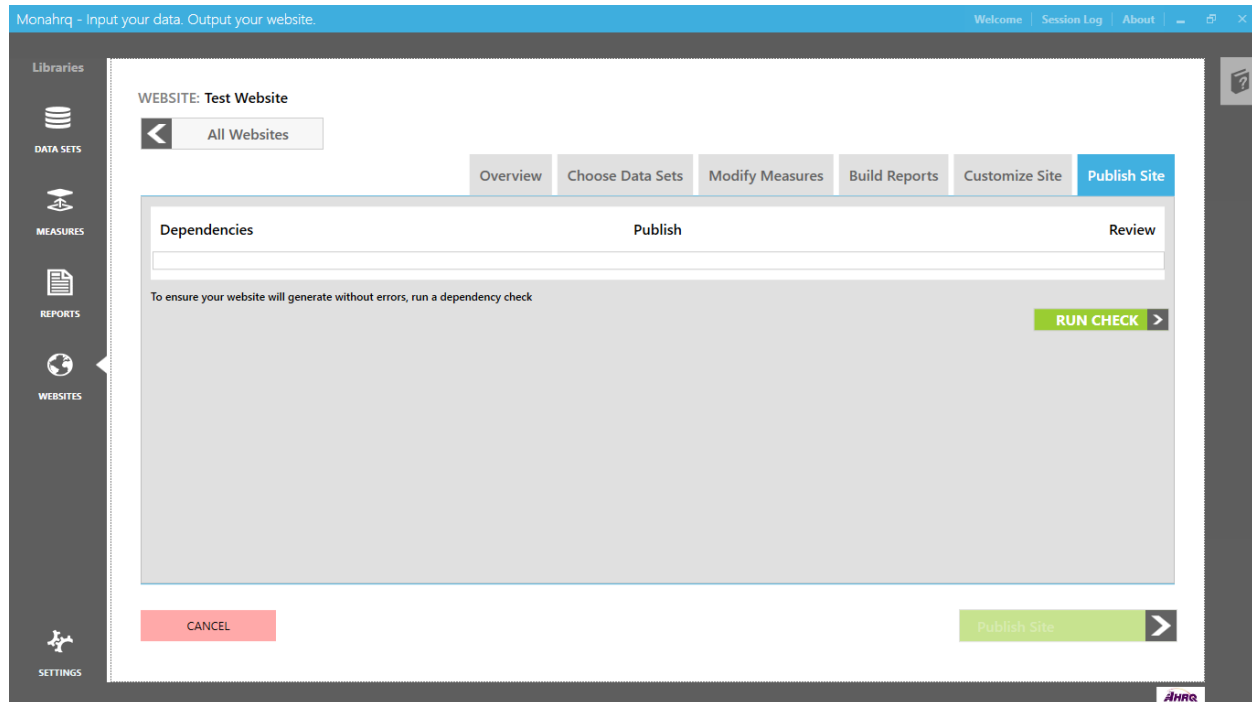 Monahrq - Input your data. Output your website.
Welcome
Session Log
About
Libraries
DATA SETS
MEASURES
REPORTS
WEBSITES
SETTINGS
WEBSITE: Test Website
All Websites
Overview
Choose Data Sets
Modify Measures
Build Reports
Customize Site
Publish Site
Dependencies
Publish
Review
To ensure your website will generate without errors, run a dependency check
RUN CHECK
CANCEL
Publish Site
AHRQ